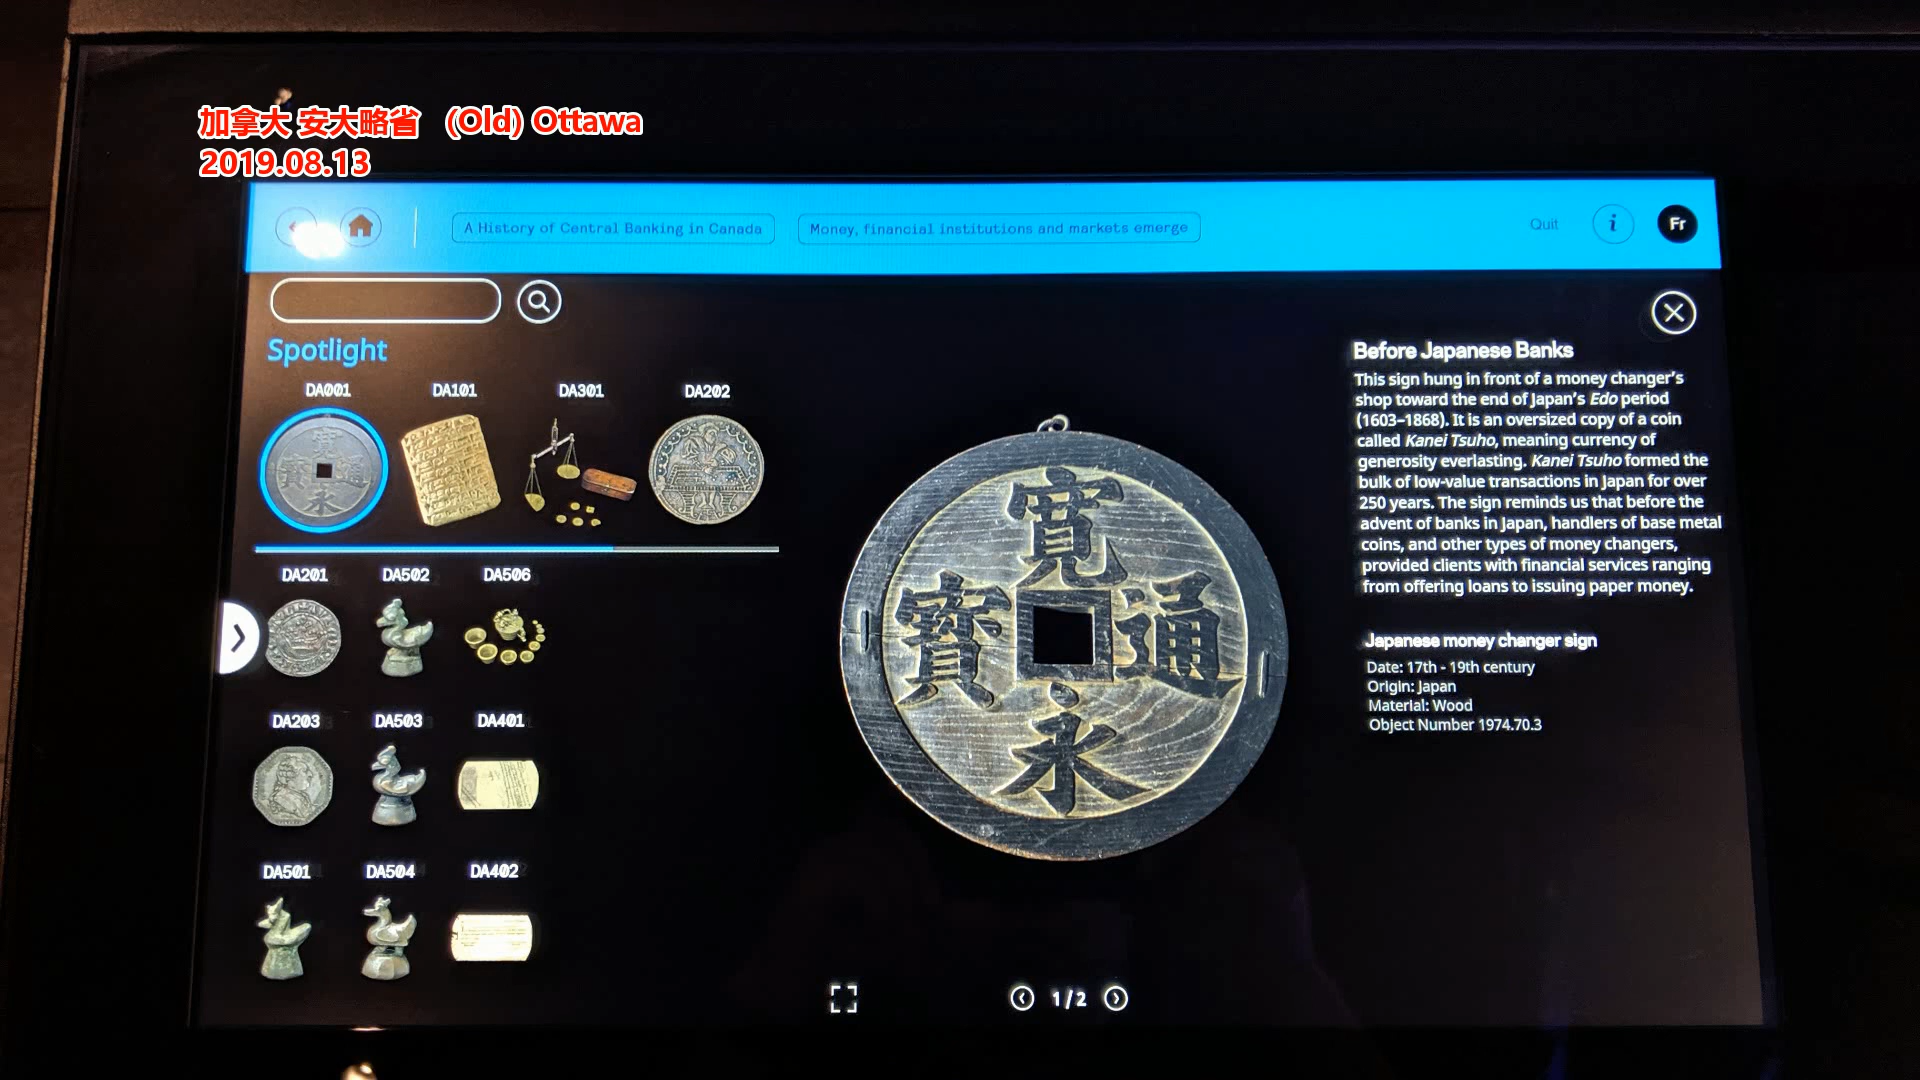 加拿大 安大略省 (Old) Ottawa
2019.08.13
A History of Central Banking in Canada
Money, financial institutions and markets emerge
Quit
i
Fr
Spotlight
DA001
DA101
DA301
DA202
DA201
DA502
DA506
DA203
DA503
DA401
DA501
DA504
DA402
寛
永
通
寳
1/2
Before Japanese Banks
This sign hung in front of a money changer's
shop toward the end of Japan's Edo period
(1603–1868). It is an oversized copy of a coin
called Kanei Tsuho, meaning currency of
generosity everlasting. Kanei Tsuho formed the
bulk of low-value transactions in Japan for over
250 years. The sign reminds us that before the
advent of banks in Japan, handlers of base metal
coins, and other types of money changers,
provided clients with financial services ranging
from offering loans to issuing paper money.
Japanese money changer sign
Date: 17th - 19th century
Origin: Japan
Material: Wood
Object Number 1974.70.3